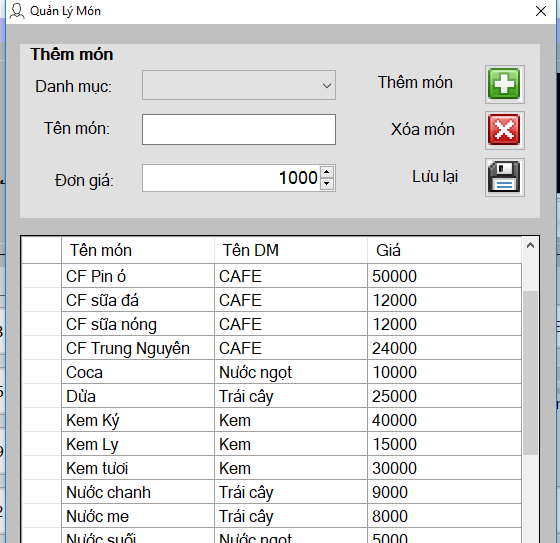 Quản Lý Món
Thêm món
Danh mục:
Thêm món
Tên món:
Xóa món
Đơn giá:
1000
Lưu lại
Tên món Tên DM Giá
CF Pin ó CAFE 50000
CF sữa đá CAFE 12000
CF sữa nóng CAFE 12000
CF Trung Nguyên CAFE 24000
Coca Nước ngọt 10000
Dừa Trái cây 25000
Kem Ký Kem 40000
Kem Ly Kem 15000
Kem tươi Kem 30000
Nước chanh Trái cây 9000
Nước me Trái cây 8000
Nước suối Nước ngọt 5000